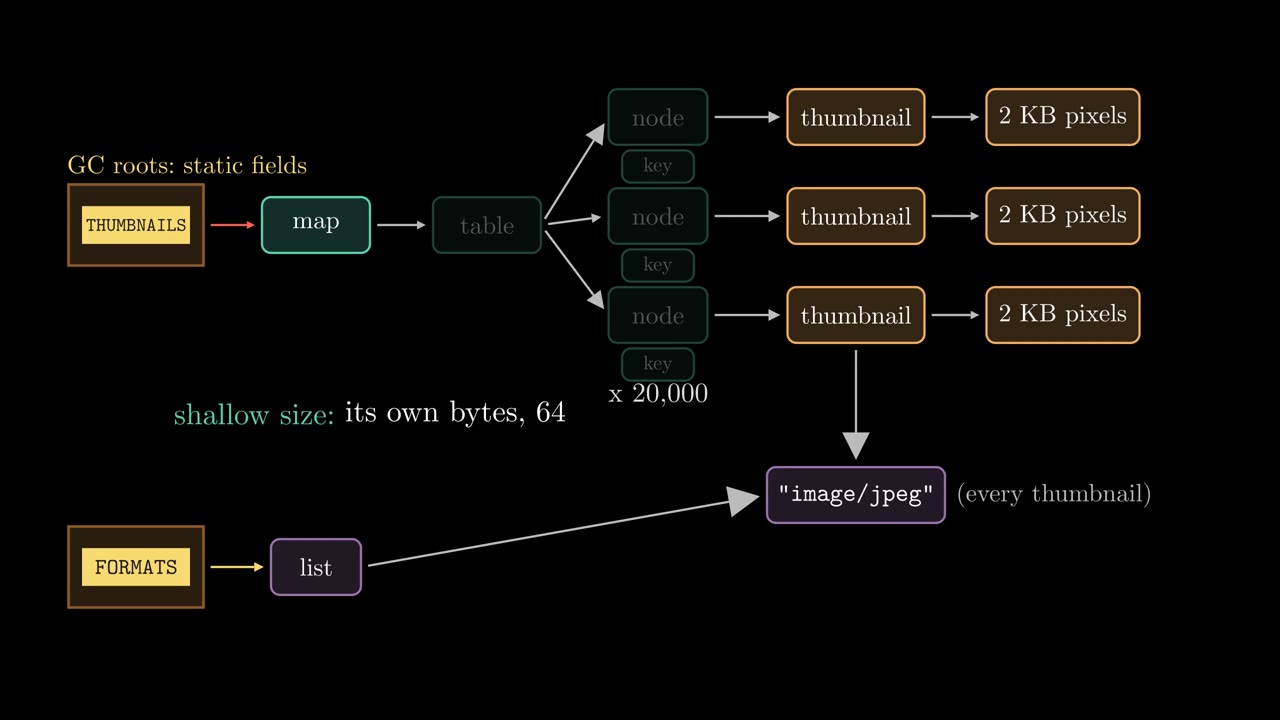 GC roots: static fields
THUMBNAILS
map
table
node
thumbnail
2 KB pixels
key
node
thumbnail
2 KB pixels
key
node
thumbnail
2 KB pixels
key
x 20,000
shallow size: its own bytes, 64
"image/jpeg"
(every thumbnail)
FORMATS
list